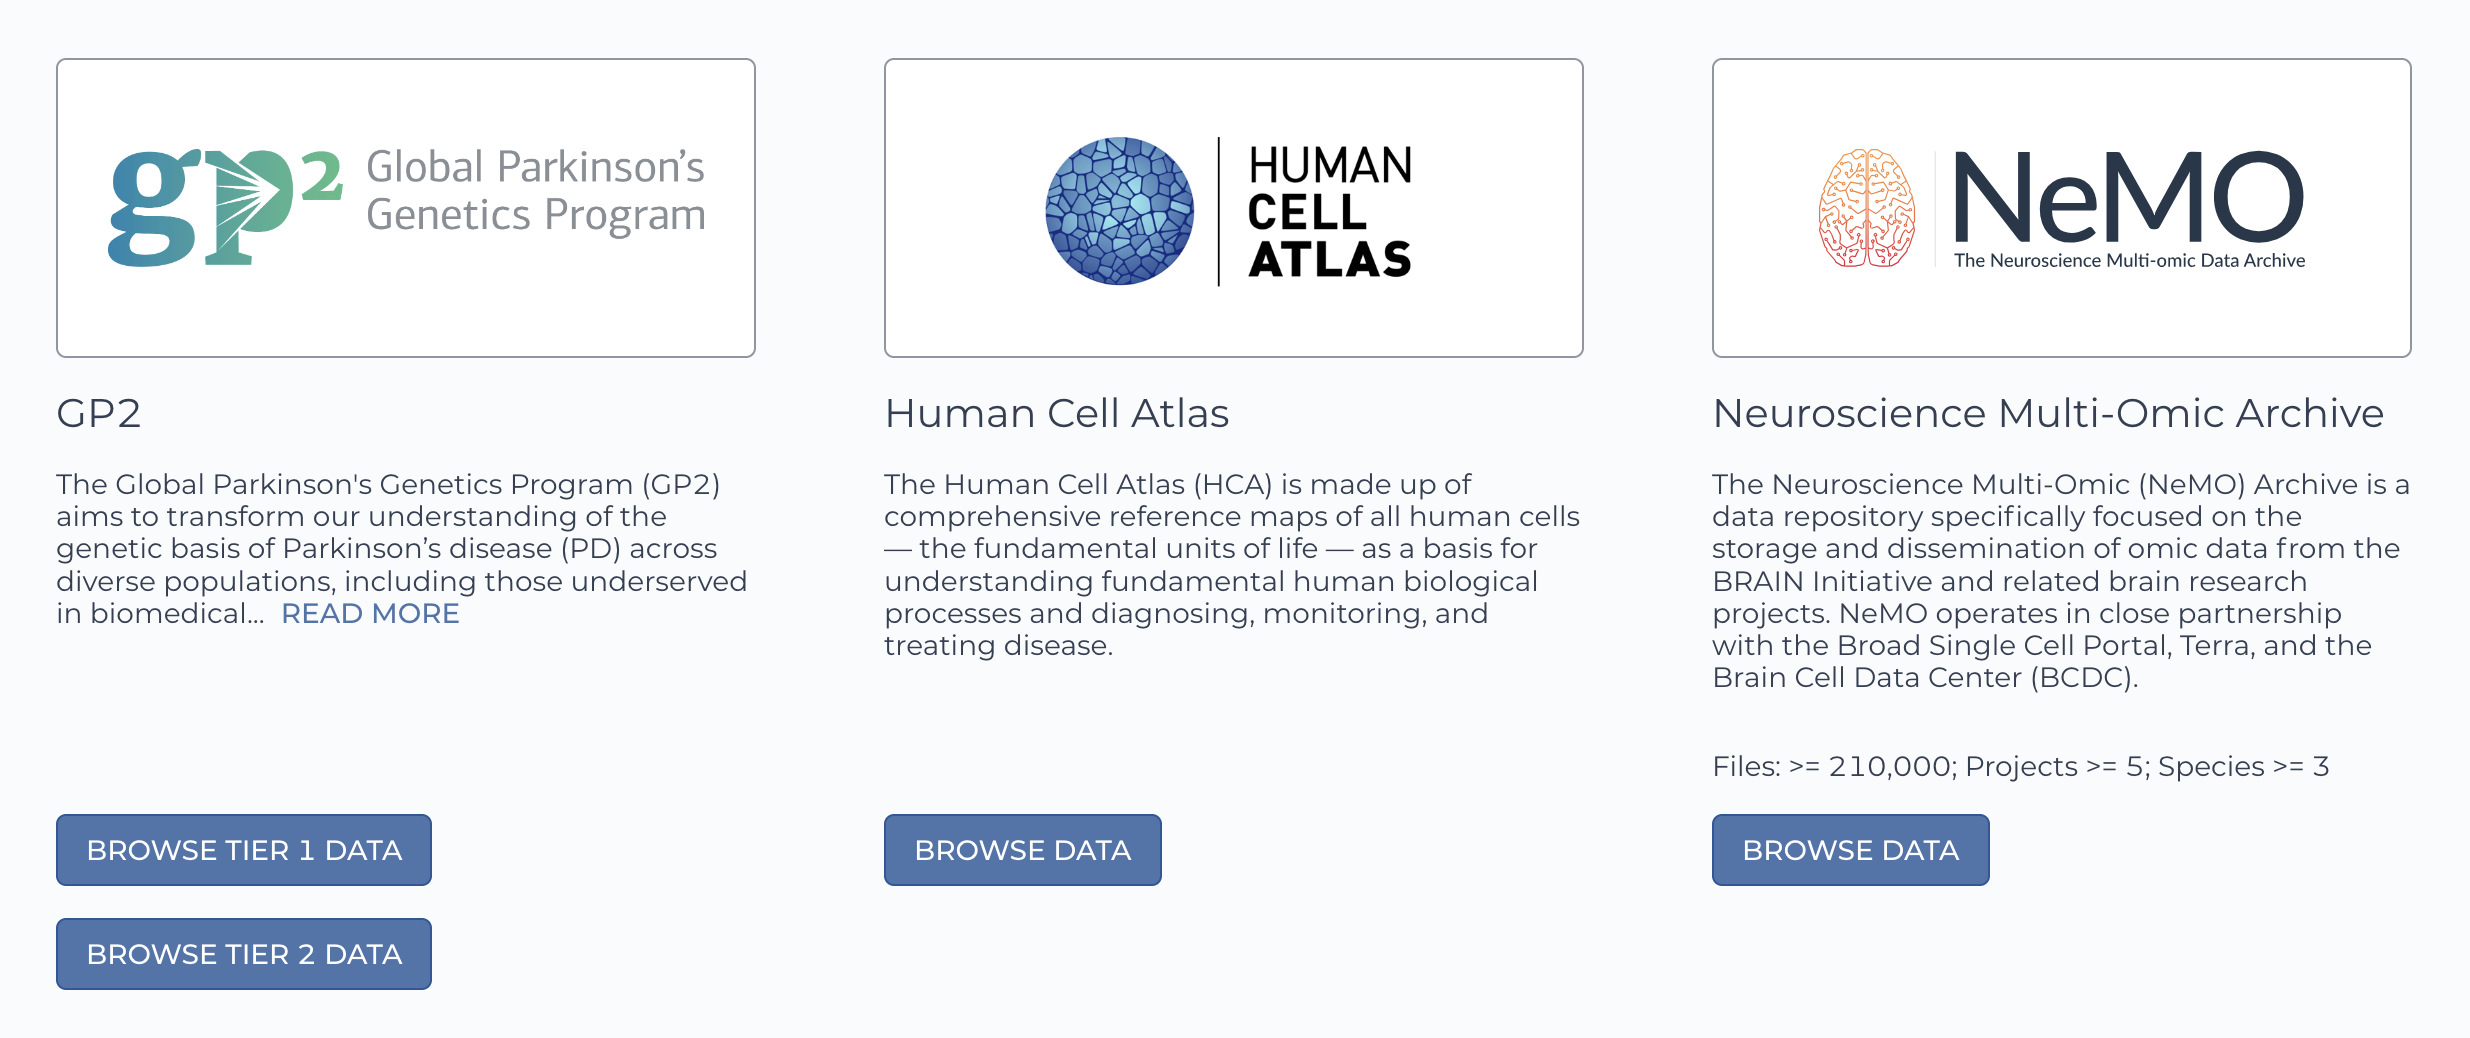 gp2 Global Parkinson's
Genetics Program
GP2
The Global Parkinson's Genetics Program (GP2)
aims to transform our understanding of the
genetic basis of Parkinson’s disease (PD) across
diverse populations, including those underserved
in biomedical... READ MORE
BROWSE TIER 1 DATA
BROWSE TIER 2 DATA
HUMAN
CELL
ATLAS
Human Cell Atlas
The Human Cell Atlas (HCA) is made up of
comprehensive reference maps of all human cells
— the fundamental units of life — as a basis for
understanding fundamental human biological
processes and diagnosing, monitoring, and
treating disease.
BROWSE DATA
NeMO
The Neuroscience Multi-omic Data Archive
Neuroscience Multi-Omic Archive
The Neuroscience Multi-Omic (NeMO) Archive is a
data repository specifically focused on the
storage and dissemination of omic data from the
BRAIN Initiative and related brain research
projects. NeMO operates in close partnership
with the Broad Single Cell Portal, Terra, and the
Brain Cell Data Center (BCDC).
Files: >= 210,000; Projects >= 5; Species >= 3
BROWSE DATA